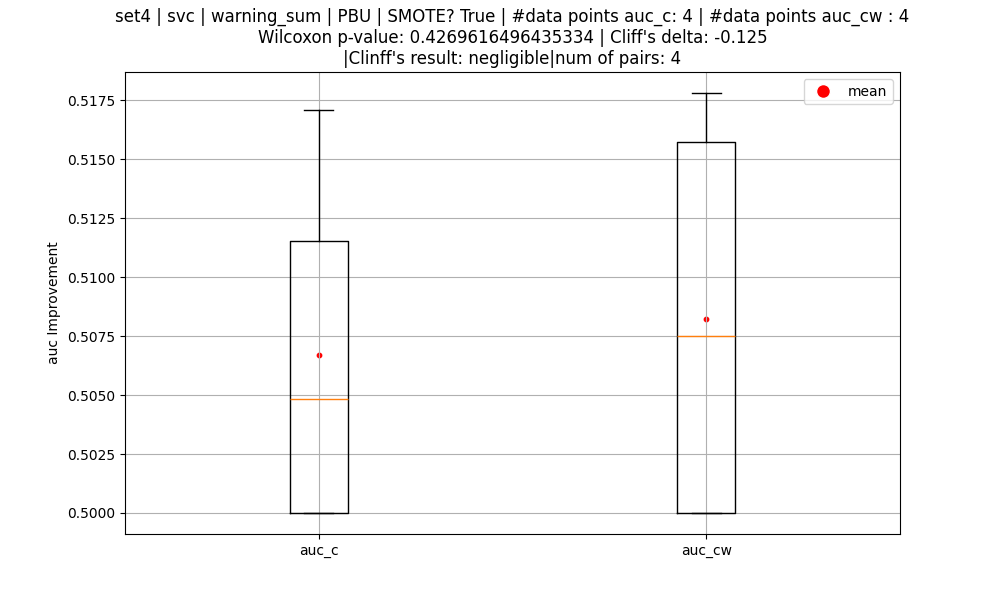 set4 | svc | warning_sum | PBU | SMOTE? True | #data points auc_c: 4 | #data points auc_cw : 4
Wilcoxon p-value: 0.4269616496435334 | Cliff's delta: -0.125
|Clinff's result: negligible|num of pairs: 4
mean
0.5175
0.5150
0.5125
0.5100
0.5075
0.5050
0.5025
0.5000
auc Improvement
auc_c
auc_cw